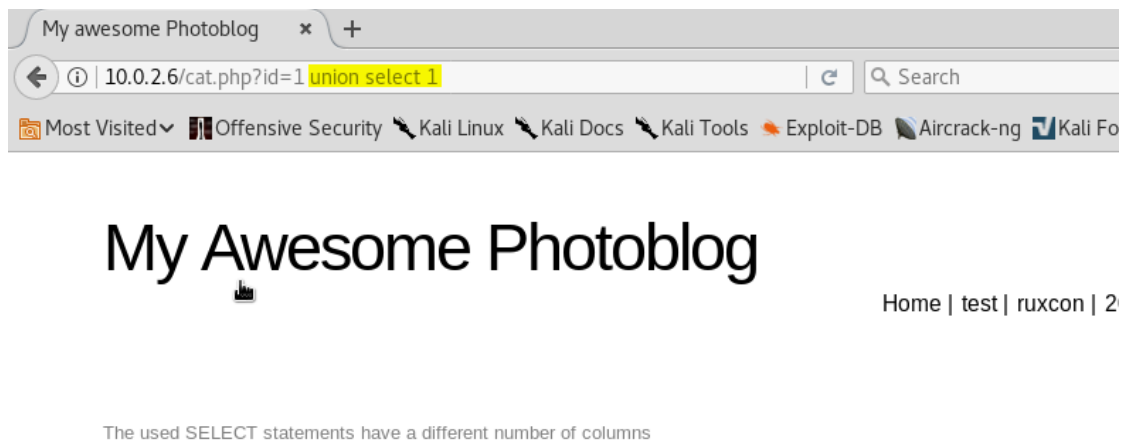 My awesome Photoblog
10.0.2.6/cat.php?id=1 union select 1
Search
Most Visited Offensive Security Kali Linux Kali Docs Kali Tools Exploit-DB Aircrack-ng Kali Fo
My Awesome Photoblog
Home | test | ruxcon | 2
The used SELECT statements have a different number of columns